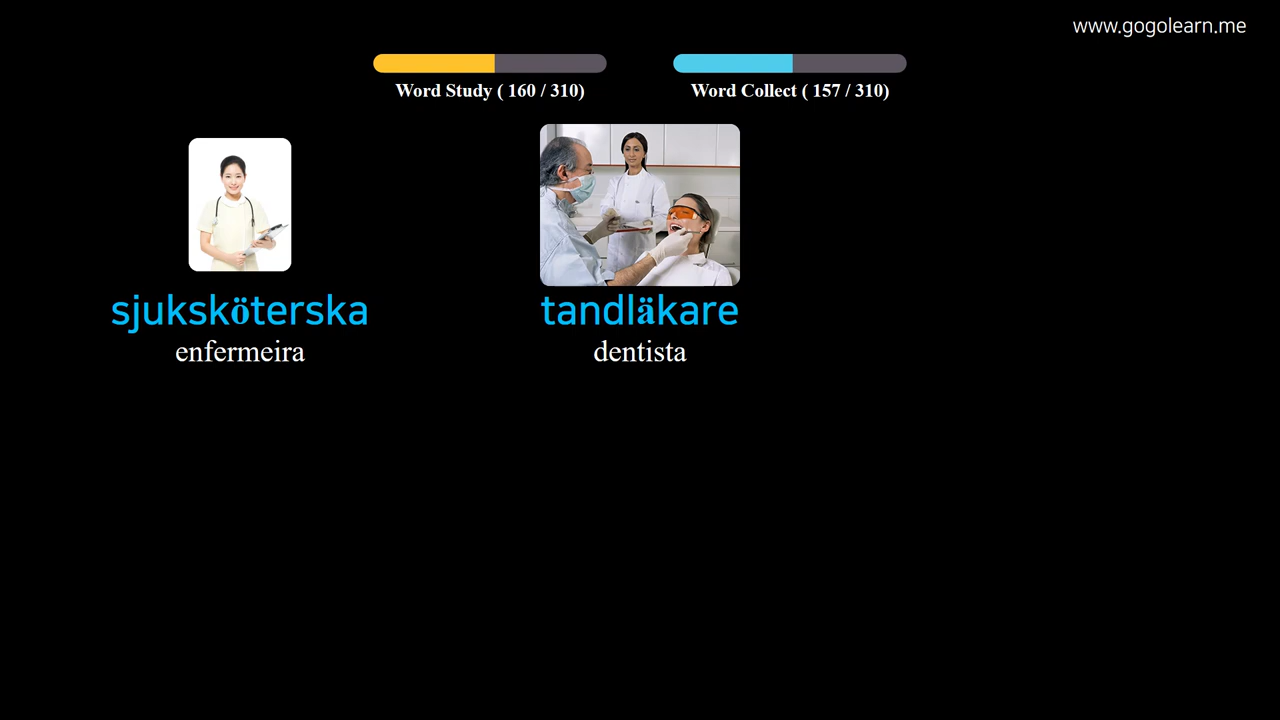 www.gogolearn.me
Word Study ( 160 / 310)
Word Collect ( 157 / 310)
sjuksköterska
tandläkare
enfermeira
dentista